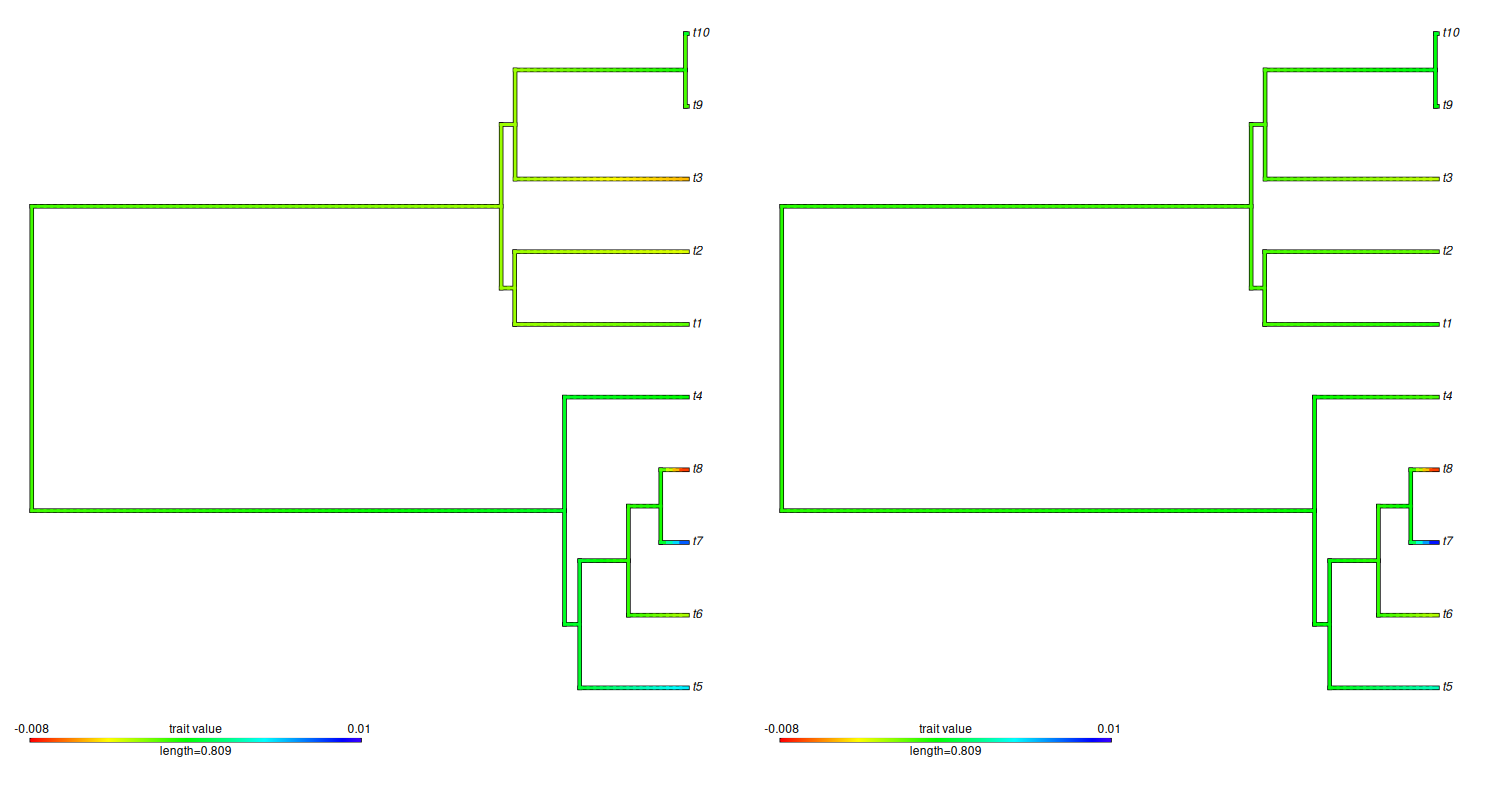 t10
t9
t3
t2
t1
t4
t8
t7
t6
t5
-0.008 trait value 0.01
length=0.809
t10
t9
t3
t2
t1
t4
t8
t7
t6
t5
-0.008 trait value 0.01
length=0.809